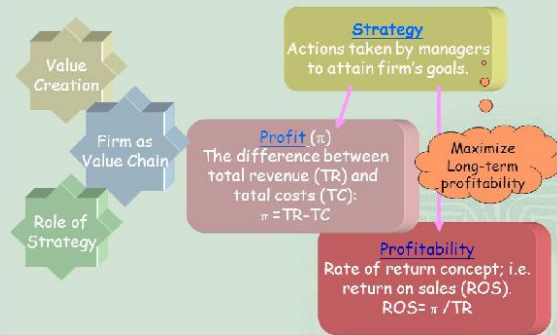 Value
Creation
Firm as
Value Chain
Role of
Strategy
Strategy
Actions taken by managers
to attain firm's goals.
Profit (π)
The difference between
total revenue (TR) and
total costs (TC):
π =TR-TC
Maximize
Long-term
profitability
Profitability
Rate of return concept; i.e.
return on sales (ROS).
ROS= π /TR